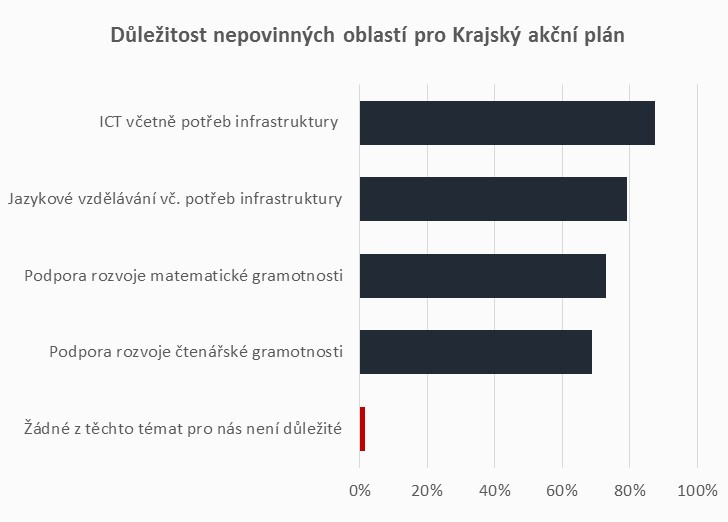 Důležitost nepovinných oblastí pro Krajský akční plán
ICT včetně potřeb infrastruktury
Jazykové vzdělávání vč. potřeb infrastruktury
Podpora rozvoje matematické gramotnosti
Podpora rozvoje čtenářské gramotnosti
Žádné z těchto témat pro nás není důležité
0% 20% 40% 60% 80% 100%